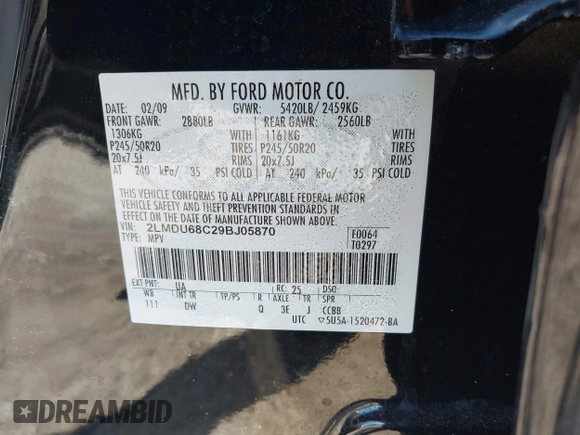 MFD. BY FORD MOTOR CO.
DATE: 02/09 GVWR: 5420LB/ 2459KG
FRONT GAWR: 2880LB REAR GAWR: 2560LB
1306KG WITH 1161KG WITH
P245/50R20 TIRES P245/50R20 TIRES
20x7.5J RIMS 20x7.5J RIMS
AT 240 kPa/ 35 PSI COLD AT 240 kPa/ 35 PSI COLD
THIS VEHICLE CONFORMS TO ALL APPLICABLE FEDERAL MOTOR
VEHICLE SAFETY AND THEFT PREVENTION STANDARDS IN
EFFECT ON THE DATE OF MANUFACTURE SHOWN ABOVE.
VIN: 2LMDU68C29BJ05870 F0064
TYPE: MPV T0297
EXT PNT: UA RC: 25 DSO:
WB INT TR TP/PS R AXLE TR SPR
111 DW Q 3E J CCBB
UTC ▽5U5A-1520472-BA
DREAMBID